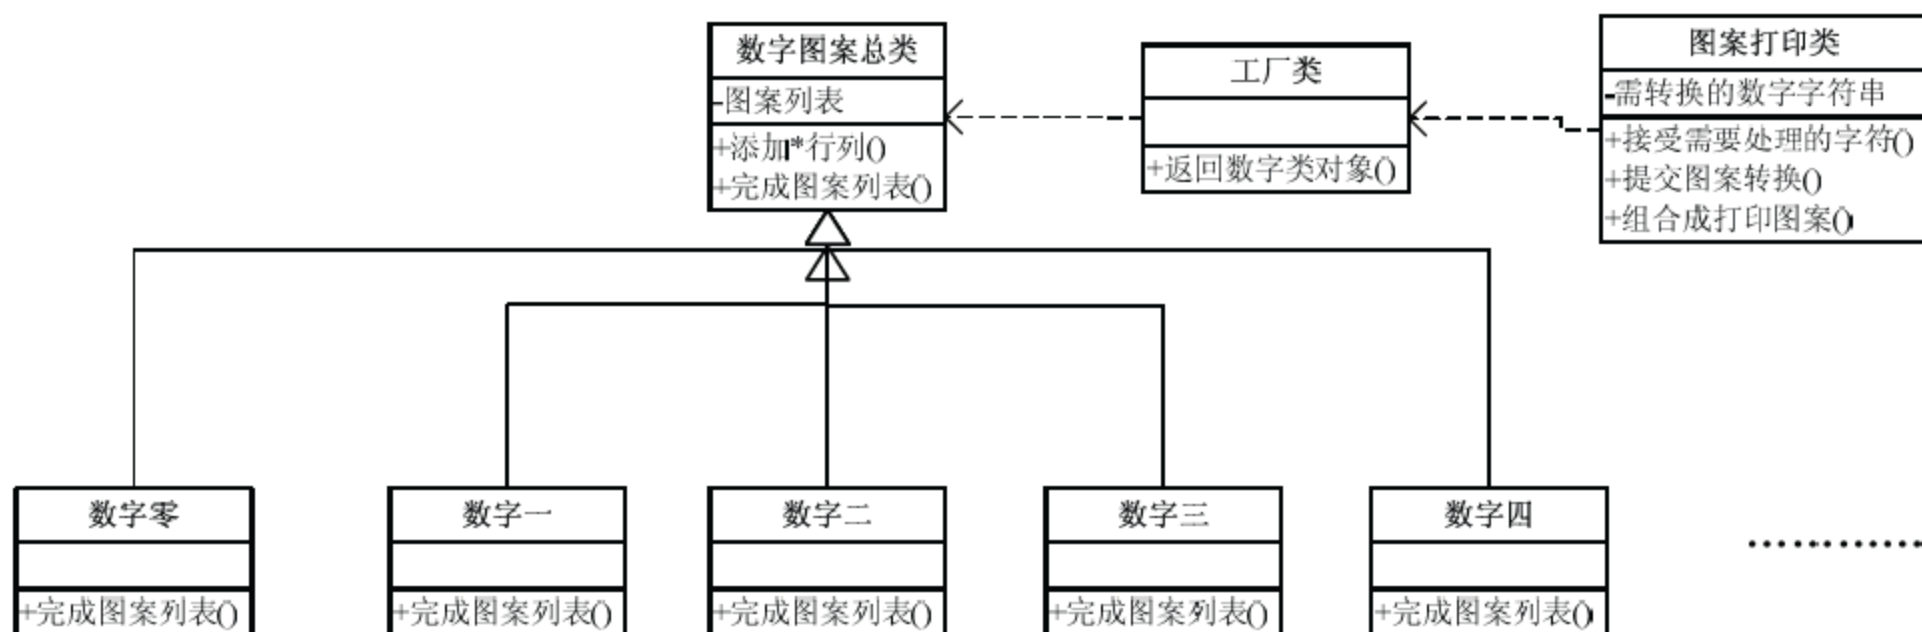 数字图案总类
-图案列表
+添加*行列()
+完成图案列表()
工厂类
+返回数字类对象()
图案打印类
-需转换的数字字符串
+接受需要处理的字符()
+提交图案转换()
+组合成打印图案()
数字零
+完成图案列表()
数字一
+完成图案列表()
数字二
+完成图案列表()
数字三
+完成图案列表()
数字四
+完成图案列表()